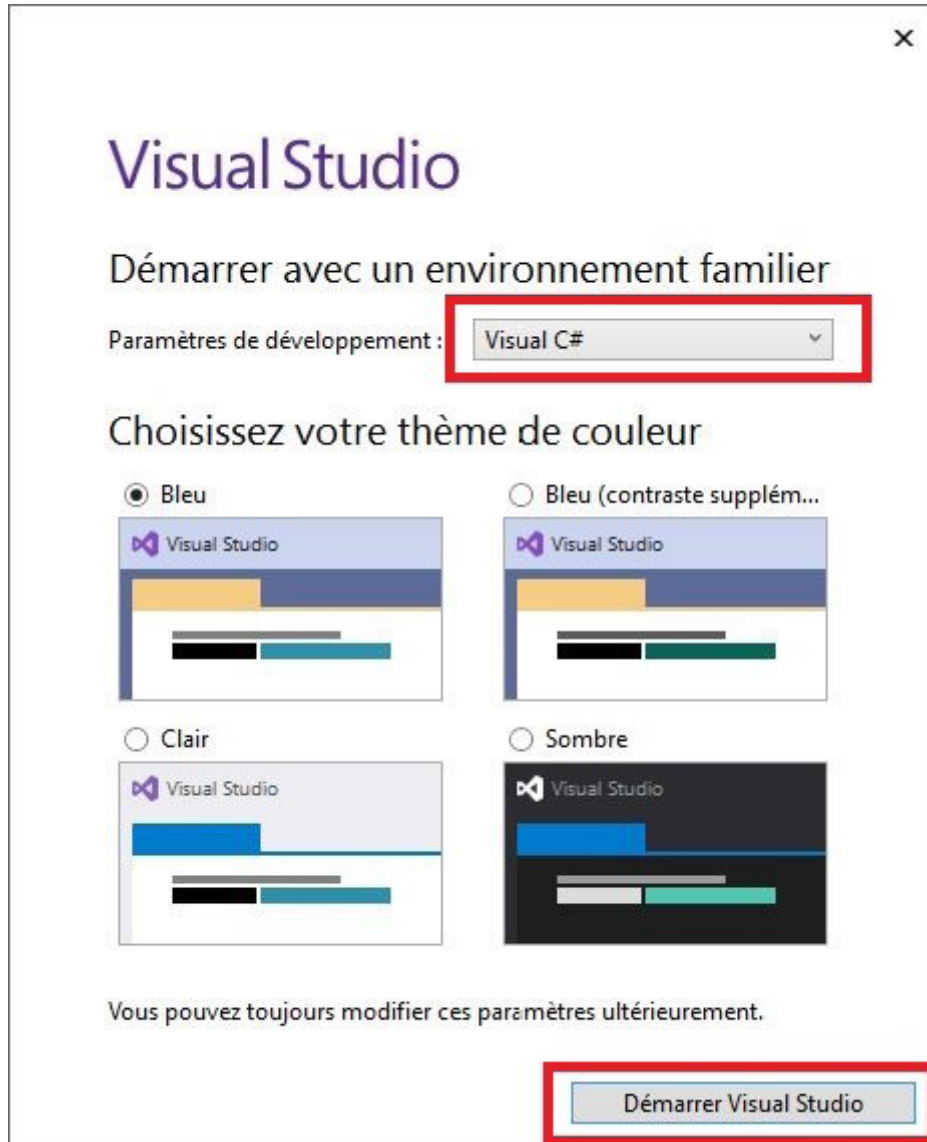 Visual Studio
Démarrer avec un environnement familier
Paramètres de développement : Visual C#
Choisissez votre thème de couleur
Bleu Bleu (contraste supplém...
Visual Studio Visual Studio
Clair Sombre
Visual Studio Visual Studio
Vous pouvez toujours modifier ces paramètres ultérieurement.
Démarrer Visual Studio